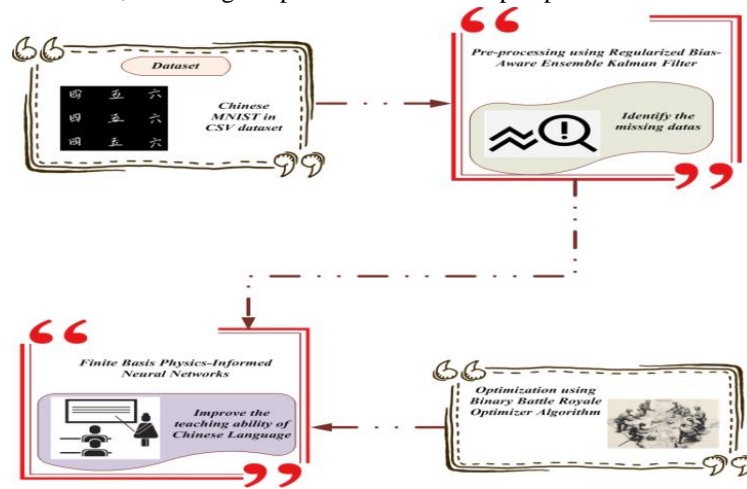 Dataset
四 五 六
四 五 六
四 五 六
Chinese
MNIST in
CSV dataset
Pre-processing using Regularized Bias-
Aware Ensemble Kalman Filter
Identify the
missing datas
Finite Basis Physics-Informed
Neural Networks
Improve the
teaching ability of
Chinese Language
Optimization using
Binary Battle Royale
Optimizer Algorithm